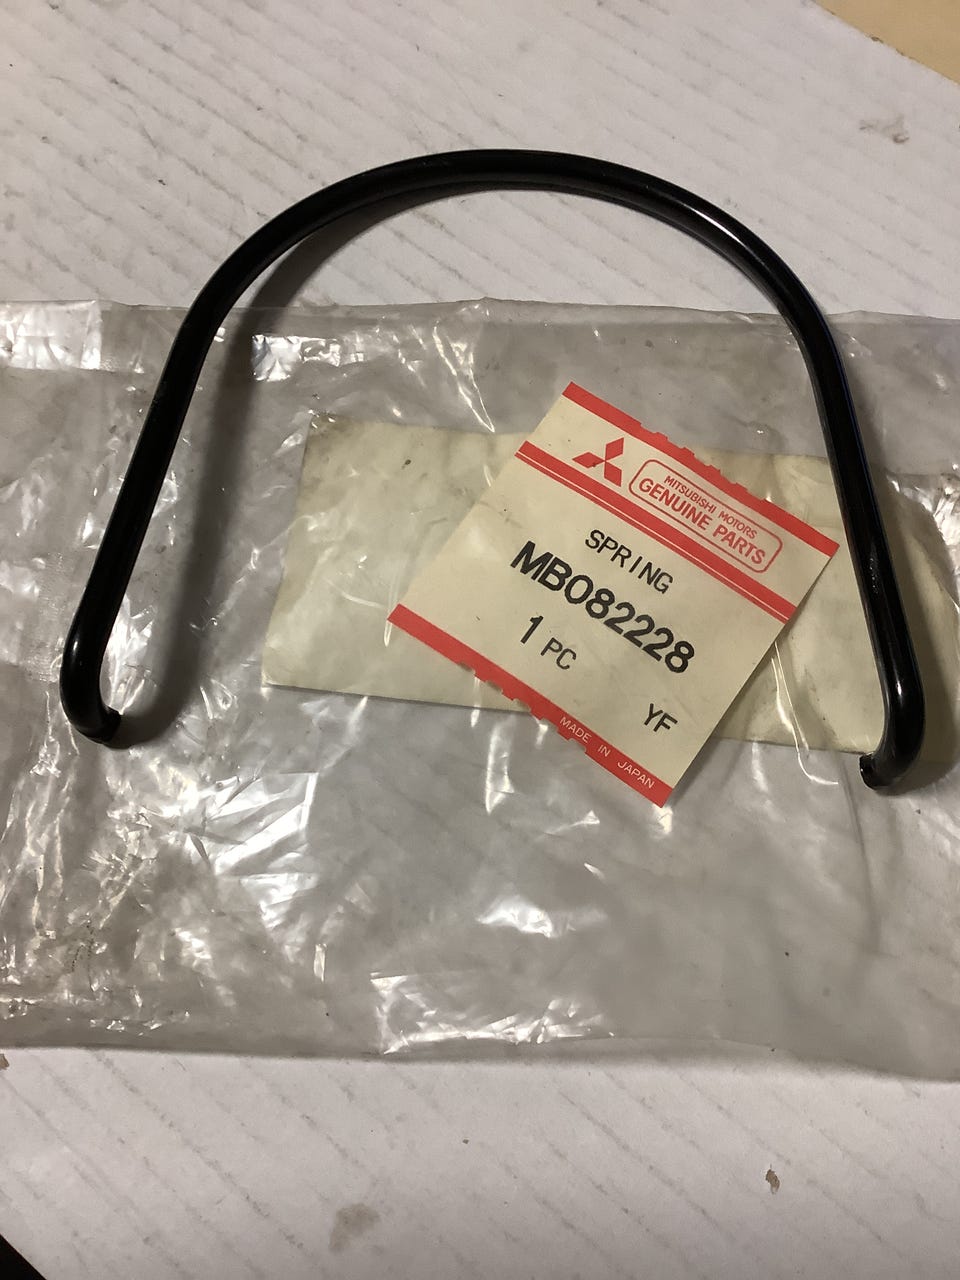 MITSUBISHI MOTORS
GENUINE PARTS
SPRING
MB082228
1 PC
YF
MADE IN JAPAN